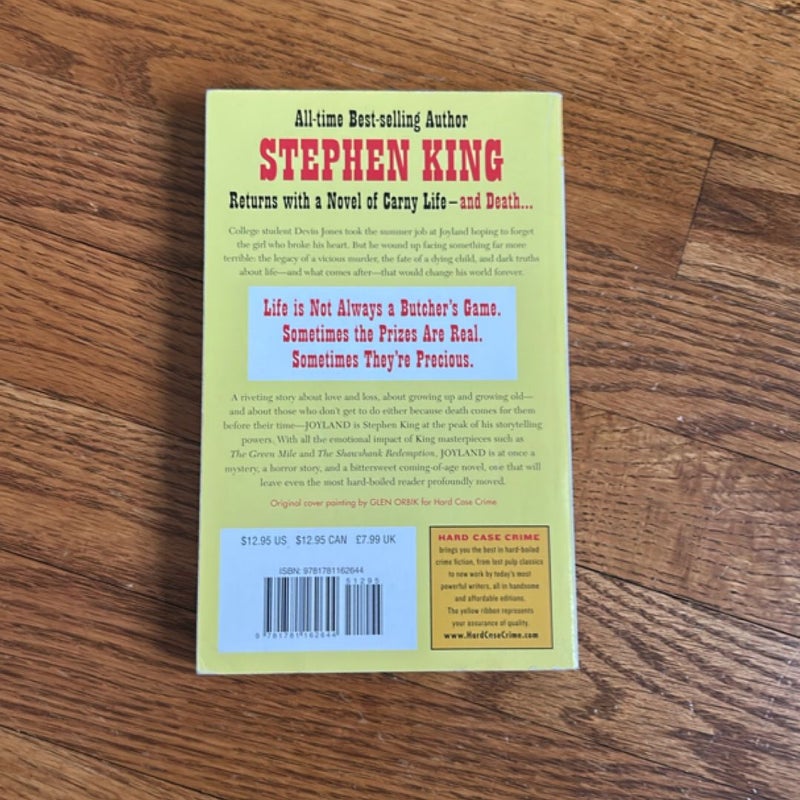 All-time Best-selling Author
STEPHEN KING
Returns with a Novel of Carny Life—and Death...
College student Devin Jones took the summer job at Joyland hoping to forget
the girl who broke his heart. But he wound up facing something far more
terrible: the legacy of a vicious murder, the fate of a dying child, and dark truths
about life—and what comes after—that would change his world forever.
Life is Not Always a Butcher's Game.
Sometimes the Prizes Are Real.
Sometimes They're Precious.
A riveting story about love and loss, about growing up and growing old—
and about those who don't get to do either because death comes for them
before their time—JOYLAND is Stephen King at the peak of his storytelling
powers. With all the emotional impact of King masterpieces such as
The Green Mile and The Shawshank Redemption, JOYLAND is at once a
mystery, a horror story, and a bittersweet coming-of-age novel, one that will
leave even the most hard-boiled reader profoundly moved.
Original cover painting by GLEN ORBIK for Hard Case Crime
$12.95 US $12.95 CAN £7.99 UK
ISBN: 9781781162644
51295
9 781781 162644
HARD CASE CRIME
brings you the best in hard-boiled
crime fiction, from lost pulp classics
to new work by today's most
powerful writers, all in handsome
and affordable editions.
The yellow ribbon represents
your assurance of quality.
www.HardCaseCrime.com